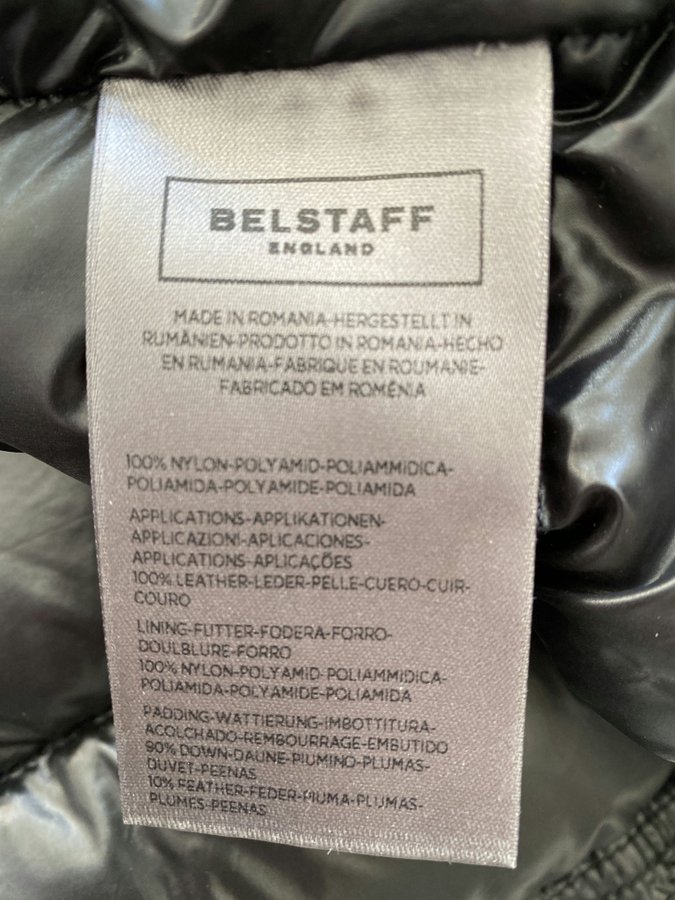 BELSTAFF
ENGLAND
MADE IN ROMANIA-HERGESTELLT IN
RUMÄNIEN-PRODOTTO IN ROMANIA-HECHO
EN RUMANIA-FABRIQUE EN ROUMANIE-
FABRICADO EM ROMÉNIA
100% NYLON-POLYAMID-POLIAMMIDICA-
POLIAMIDA-POLYAMIDE-POLIAMIDA
APPLICATIONS-APPLIKATIONEN-
APPLICAZIONI-APLICACIONES-
APPLICATIONS-APLICAÇÕES
100% LEATHER-LEDER-PELLE-CUERO-CUIR-
COURO
LINING-FUTTER-FODERA-FORRO-
DOULBLURE-FORRO
100% NYLON-POLYAMID-POLIAMMIDICA-
POLIAMIDA-POLYAMIDE-POLIAMIDA
PADDING-WATTIERUNG-IMBOTTITURA-
ACOLCHADO-REMBOURRAGE-EMBUTIDO
90% DOWN-DAUNE-PIUMINO-PLUMAS-
DUVET-PEENAS
10% FEATHER-FEDER-PIUMA-PLUMAS-
PLUMES-PEENAS